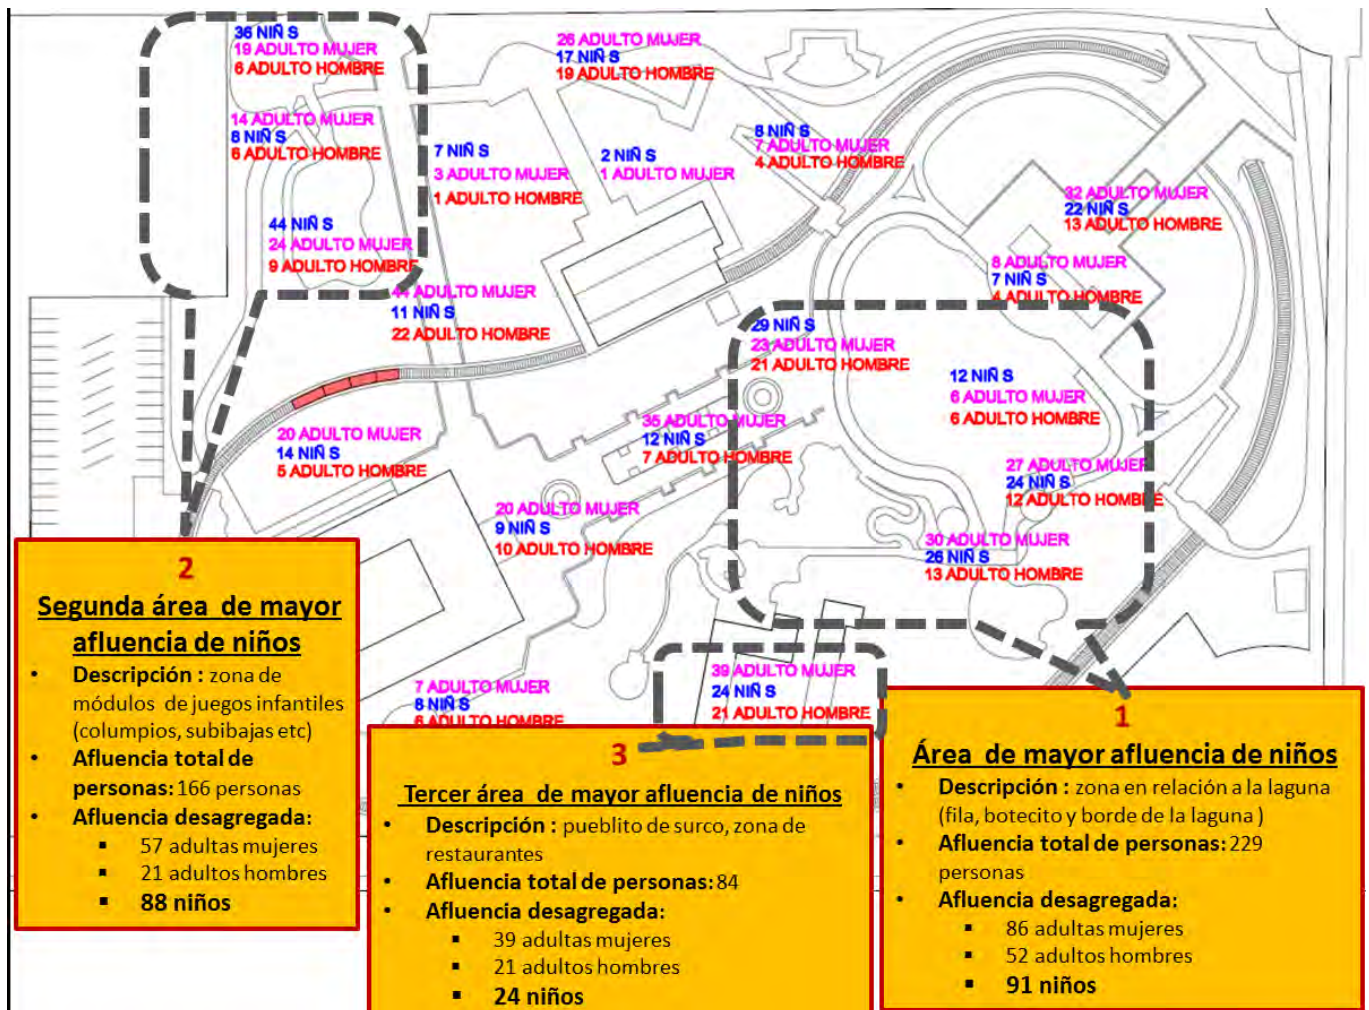 36 NIÑ S
19 ADULTO MUJER
6 ADULTO HOMBRE
26 ADULTO MUJER
17 NIÑ S
19 ADULTO HOMBRE
14 ADULTO MUJER
8 NIÑ S
6 ADULTO HOMBRE
7 NIÑ S
3 ADULTO MUJER
1 ADULTO HOMBRE
2 NIÑ S
1 ADULTO MUJER
8 NIÑ S
7 ADULTO MUJER
4 ADULTO HOMBRE
32 ADULTO MUJER
22 NIÑ S
13 ADULTO HOMBRE
44 NIÑ S
24 ADULTO MUJER
9 ADULTO HOMBRE
8 ADULTO MUJER
7 NIÑ S
4 ADULTO HOMBRE
44 ADULTO MUJER
11 NIÑ S
22 ADULTO HOMBRE
29 NIÑ S
23 ADULTO MUJER
21 ADULTO HOMBRE
12 NIÑ S
6 ADULTO MUJER
6 ADULTO HOMBRE
20 ADULTO MUJER
14 NIÑ S
5 ADULTO HOMBRE
35 ADULTO MUJER
12 NIÑ S
7 ADULTO HOMBRE
27 ADULTO MUJER
24 NIÑ S
12 ADULTO HOMBRE
20 ADULTO MUJER
9 NIÑ S
10 ADULTO HOMBRE
30 ADULTO MUJER
26 NIÑ S
13 ADULTO HOMBRE
7 ADULTO MUJER
8 NIÑ S
6 ADULTO HOMBRE
39 ADULTO MUJER
24 NIÑ S
21 ADULTO HOMBRE
2
Segunda área de mayor
afluencia de niños
• Descripción : zona de
módulos de juegos infantiles
(columpios, subibajas etc)
• Afluencia total de
personas: 166 personas
• Afluencia desagregada:
▪ 57 adultas mujeres
▪ 21 adultos hombres
▪ 88 niños
3
Tercer área de mayor afluencia de niños
• Descripción : pueblito de surco, zona de
restaurantes
• Afluencia total de personas: 84
• Afluencia desagregada:
▪ 39 adultas mujeres
▪ 21 adultos hombres
▪ 24 niños
1
Área de mayor afluencia de niños
• Descripción : zona en relación a la laguna
(fila, botecito y borde de la laguna )
• Afluencia total de personas: 229
personas
• Afluencia desagregada:
▪ 86 adultas mujeres
▪ 52 adultos hombres
▪ 91 niños